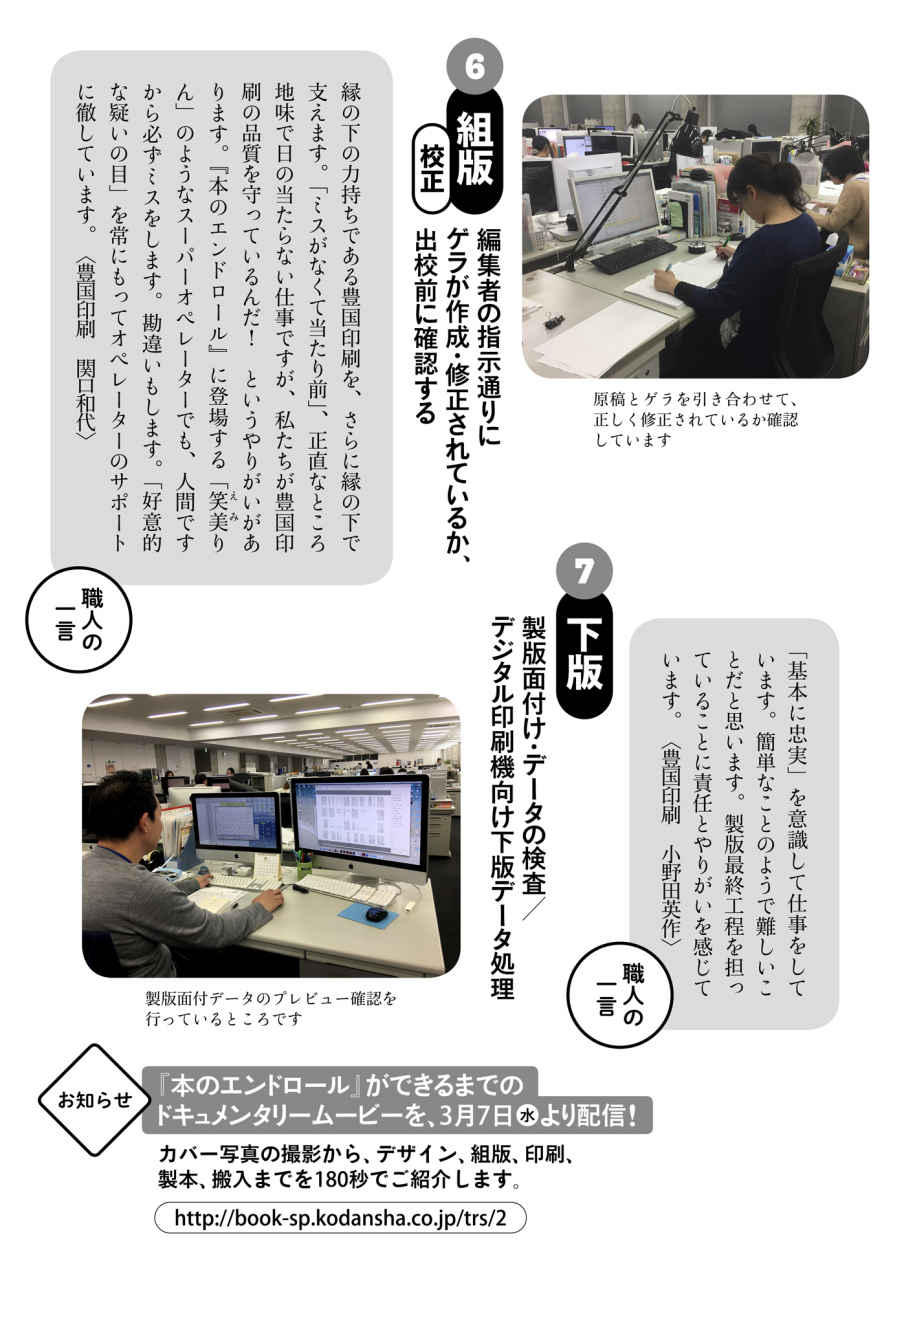 6
組版
校正
編集者の指示通りに
ゲラが作成・修正されているか、
出校前に確認する
原稿とゲラを引き合わせて、
正しく修正されているか確認
しています
縁の下の力持ちである豊国印刷を、さらに縁の下で
支えます。「ミスがなくて当たり前」、正直なところ
地味で日の当たらない仕事ですが、私たちが豊国印
刷の品質を守っているんだ！　というやりがいがあ
ります。『本のエンドロール』に登場する「笑美り
えみ
ん」のようなスーパーオペレーターでも、人間です
から必ずミスをします。勘違いもします。「好意的
な疑いの目」を常にもってオペレーターのサポート
に徹しています。〈豊国印刷　関口和代〉
職人の
一言
7
下版
製版面付け・データの検査／
デジタル印刷機向け下版データ処理
「基本に忠実」を意識して仕事をして
います。簡単なことのようで難しいこ
とだと思います。製版最終工程を担っ
ていることに責任とやりがいを感じて
います。〈豊国印刷　小野田英作〉
職人の
一言
製版面付データのプレビュー確認を
行っているところです
お知らせ
『本のエンドロール』ができるまでの
ドキュメンタリームービーを、3月7日㊌より配信！
カバー写真の撮影から、デザイン、組版、印刷、
製本、搬入までを180秒でご紹介します。
http://book-sp.kodansha.co.jp/trs/2